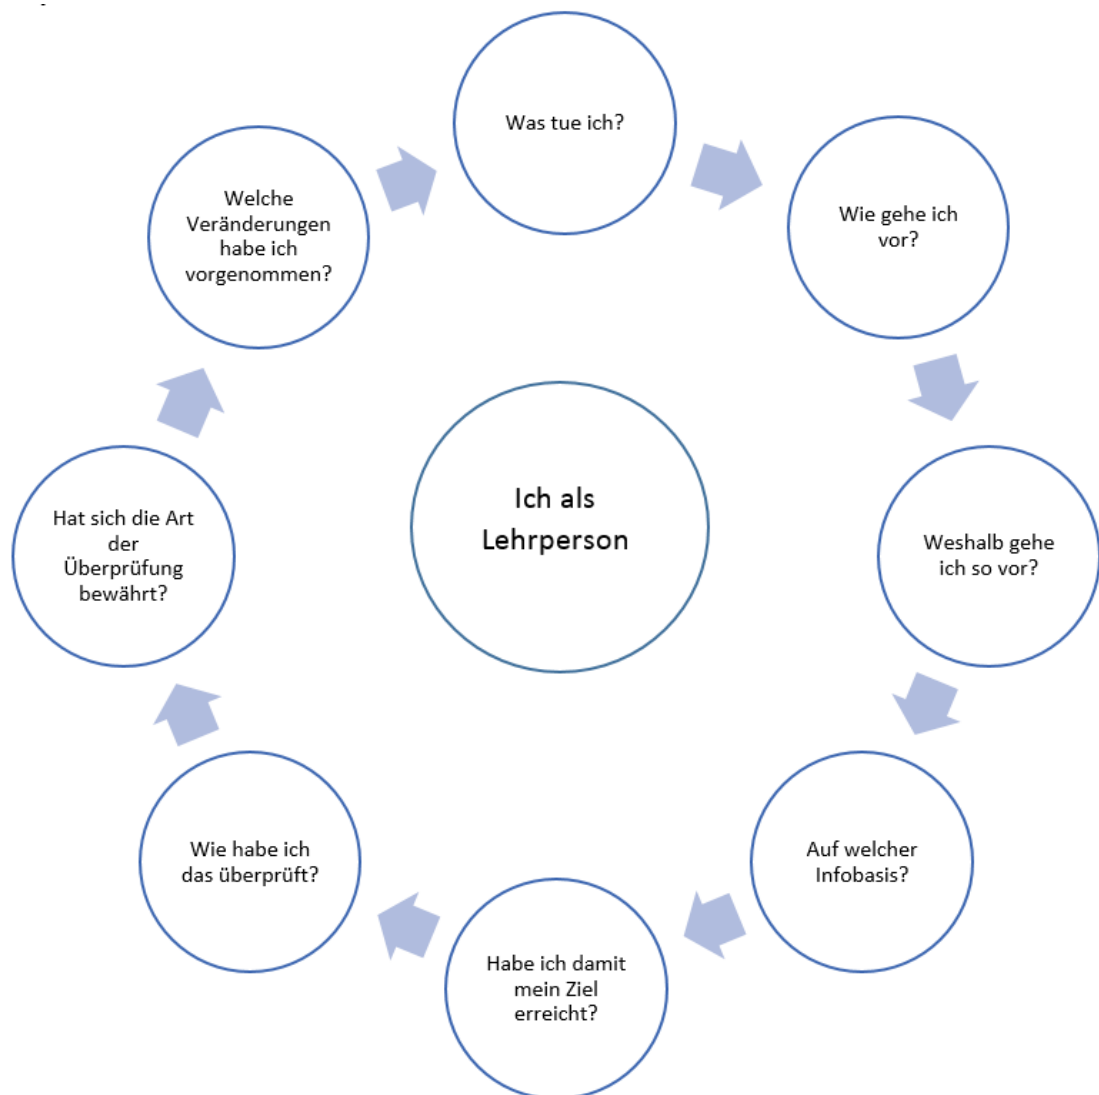 Was tue ich?
Wie gehe ich
vor?
Weshalb gehe
ich so vor?
Auf welcher
Infobasis?
Habe ich damit
mein Ziel
erreicht?
Wie habe ich
das überprüft?
Hat sich die Art
der
Überprüfung
bewährt?
Welche
Veränderungen
habe ich
vorgenommen?
Ich als
Lehrperson